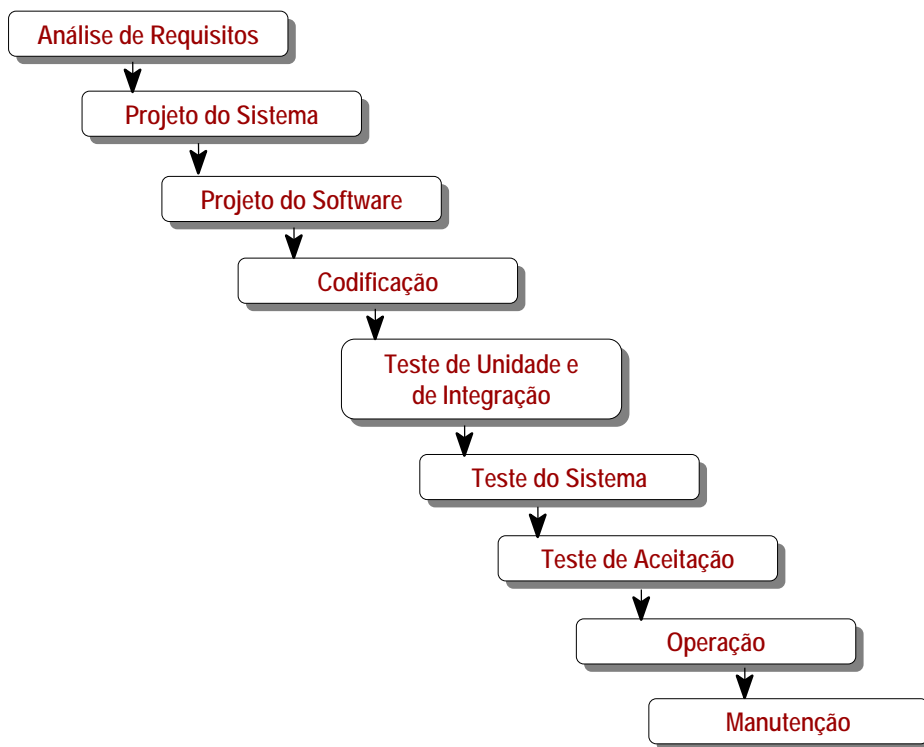 Análise de Requisitos
Projeto do Sistema
Projeto do Software
Codificação
Teste de Unidade e
de Integração
Teste do Sistema
Teste de Aceitação
Operação
Manutenção